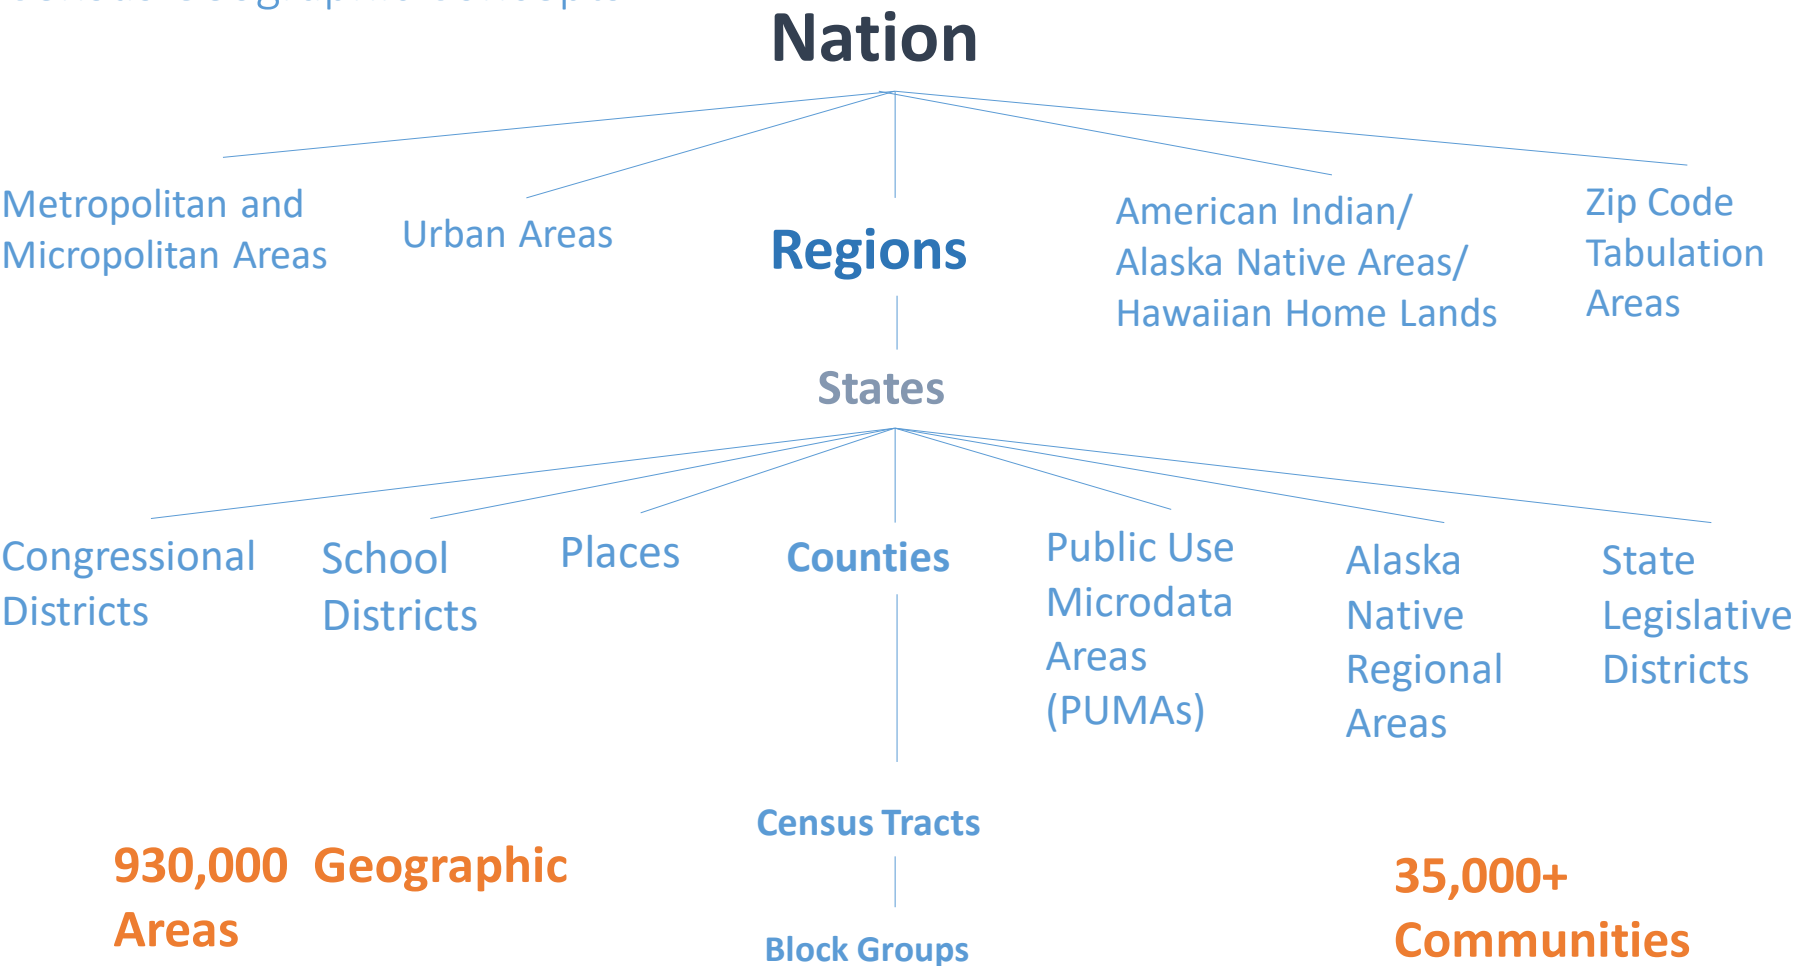 Nation
Metropolitan and
Micropolitan Areas
Urban Areas
Regions
American Indian/
Alaska Native Areas/
Hawaiian Home Lands
Zip Code
Tabulation
Areas
States
Congressional
Districts
School
Districts
Places
Counties
Public Use
Microdata
Areas
(PUMAs)
Alaska
Native
Regional
Areas
State
Legislative
Districts
Census Tracts
930,000 Geographic
Areas
35,000+
Communities
Block Groups